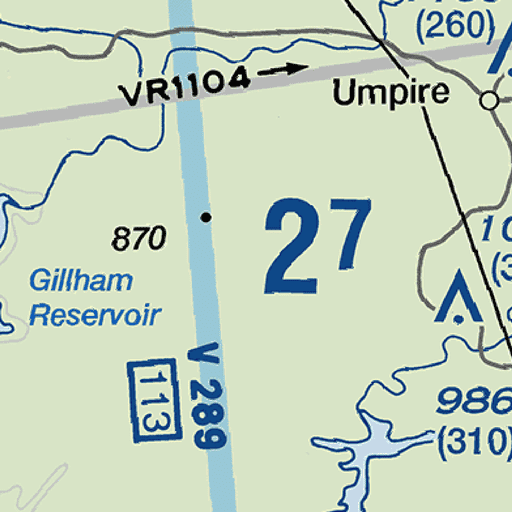 (260)
VR1104
Umpire
27
870
Gillham
Reservoir
V 289
113
986
(310)